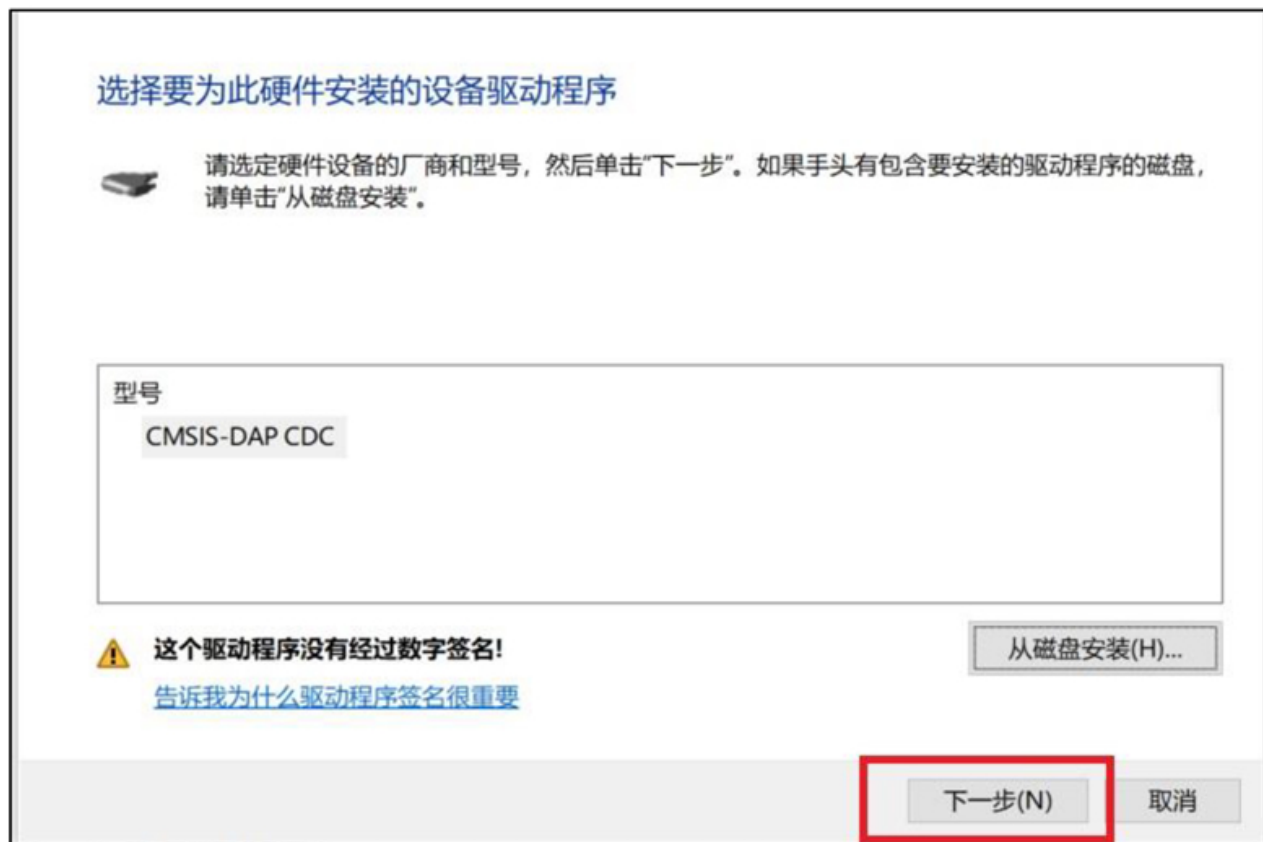 选择要为此硬件安装的设备驱动程序
请选定硬件设备的厂商和型号，然后单击“下一步”。如果手头有包含要安装的驱动程序的磁盘，
请单击“从磁盘安装”。
型号
CMSIS-DAP CDC
这个驱动程序没有经过数字签名!
从磁盘安装(H)...
告诉我为什么驱动程序签名很重要
下一步(N)
取消